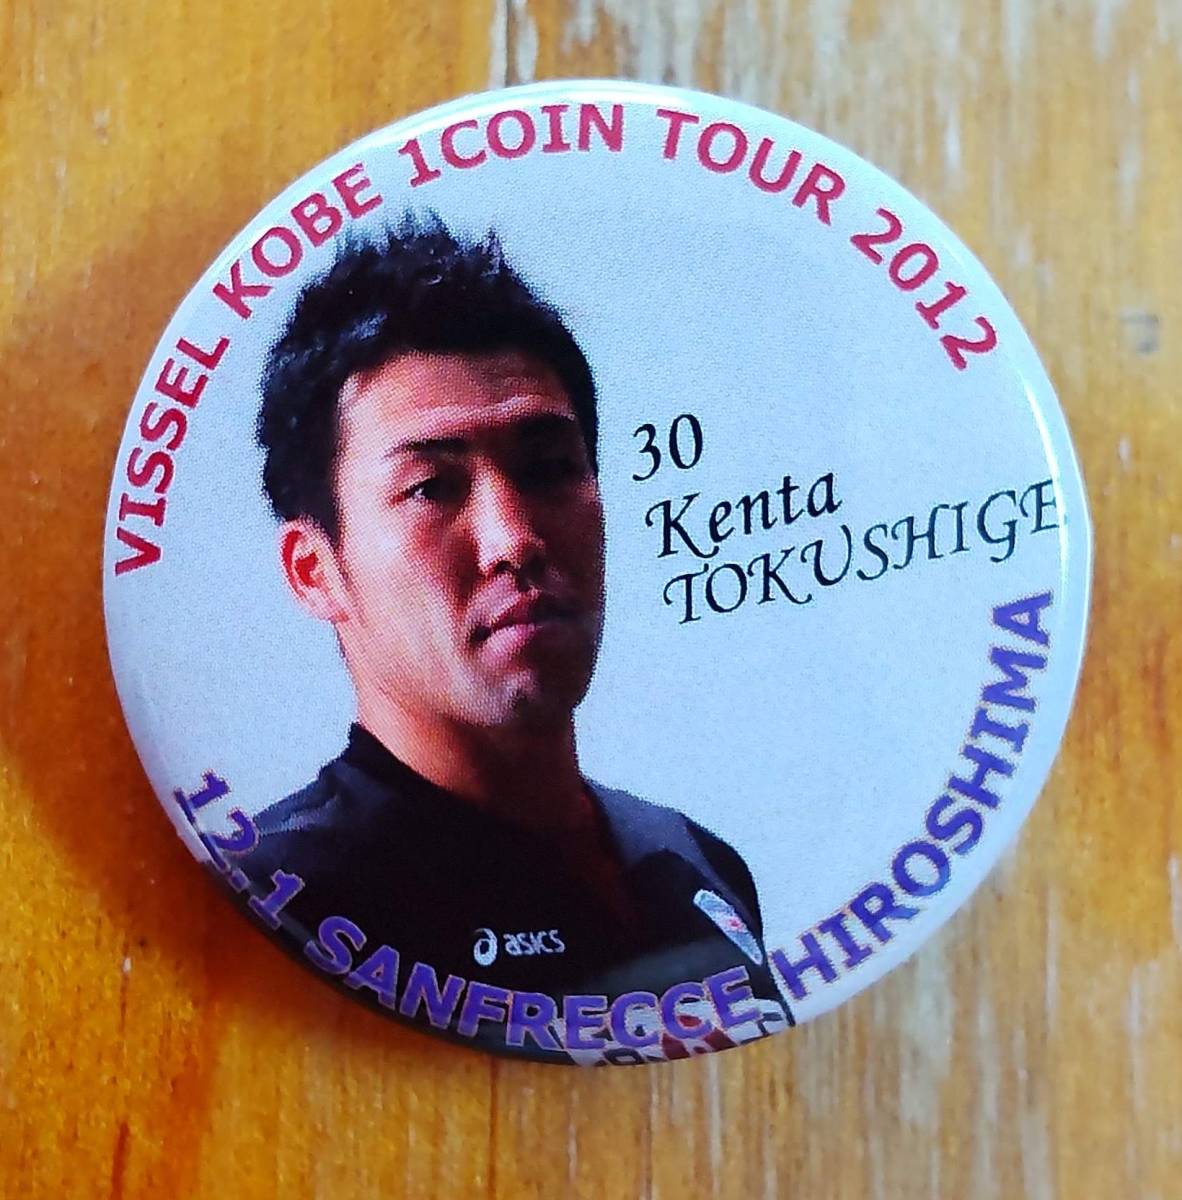 VISSEL KOBE 1COIN TOUR 2012
30
Kenta
TOKUSHIGE
asics
12.1 SANFRECCE HIROSHIMA